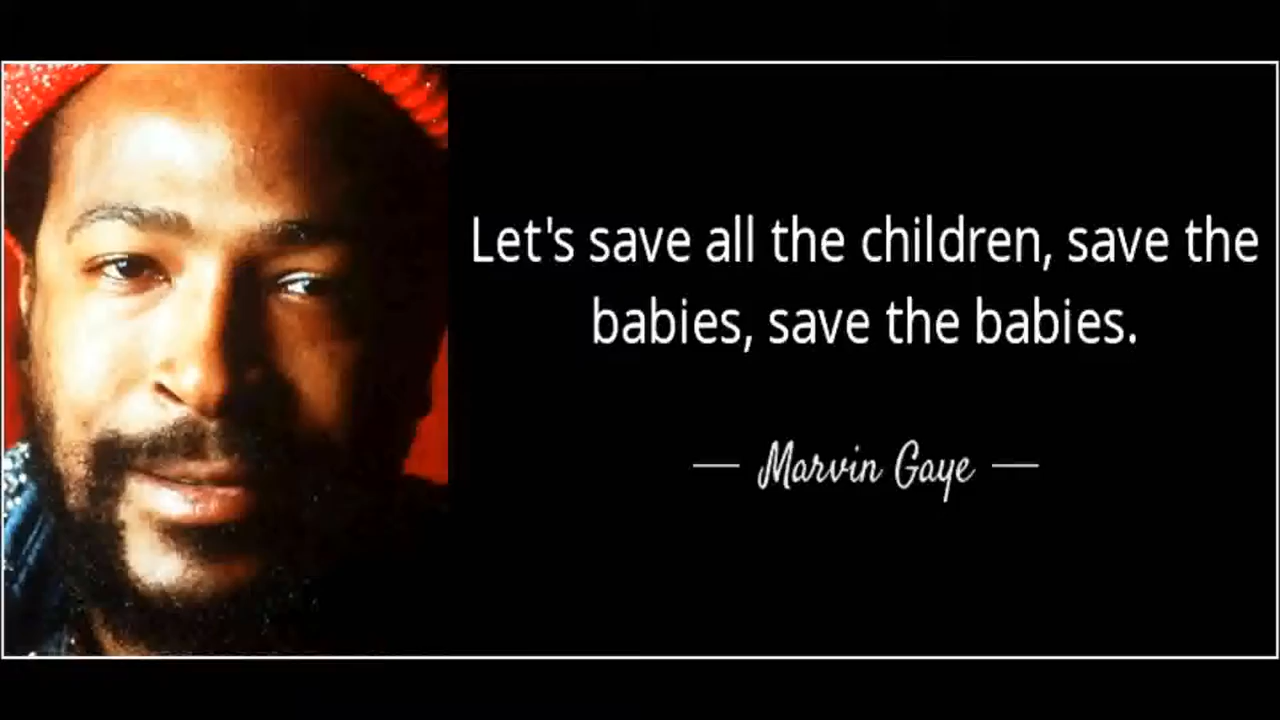 Let's save all the children, save the
babies, save the babies.
— Marvin Gaye —